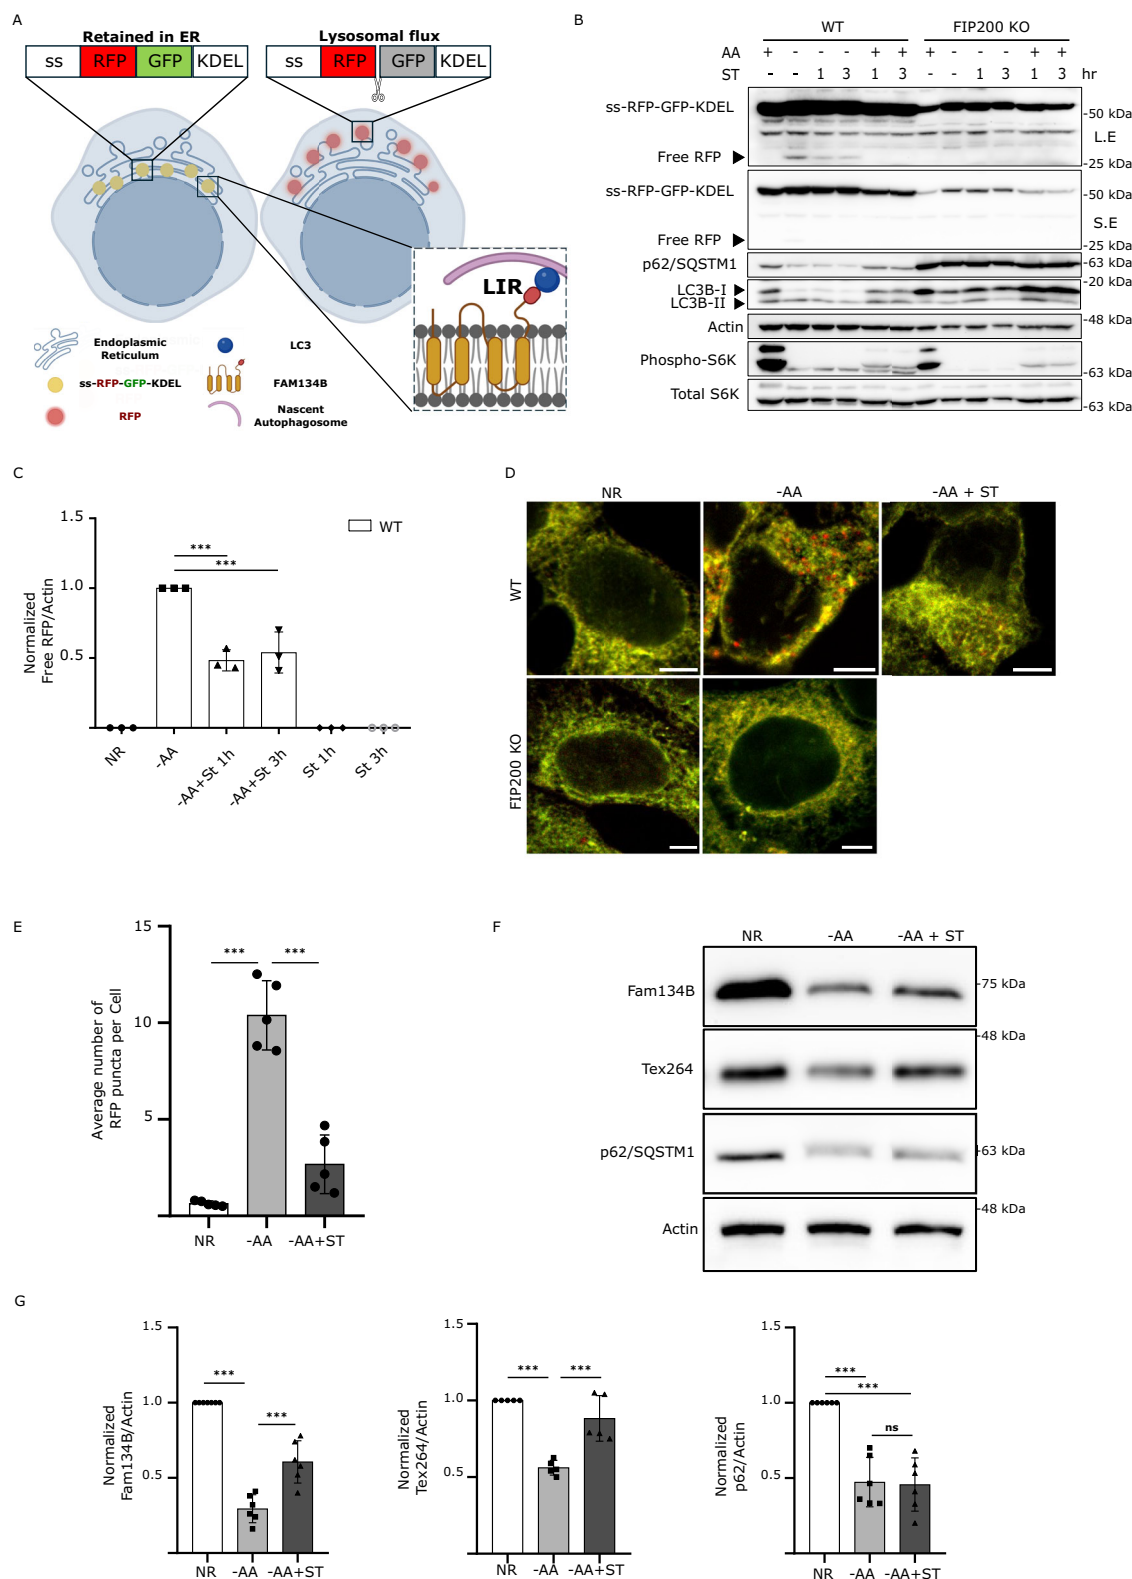 A
Retained in ER
ss RFP GFP KDEL
Lysosomal flux
ss RFP GFP KDEL
LIR
Endoplasmic
Reticulum
LC3
ss-RFP-GFP-KDEL
FAM134B
RFP
Nascent
Autophagosome
B
WT FIP200 KO
AA + - - - + + + - - - + +
ST - - 1 3 1 3 - - 1 3 1 3 hr
ss-RFP-GFP-KDEL
-50 kDa
L.E
Free RFP
-25 kDa
ss-RFP-GFP-KDEL
-50 kDa
S.E
Free RFP
-25 kDa
p62/SQSTM1
-63 kDa
-20 kDa
LC3B-I
LC3B-II
Actin
-48 kDa
Phospho-S6K
-63 kDa
Total S6K
-63 kDa
C
Normalized
Free RFP/Actin
1.5
1.0
0.5
0.0
WT
***
***
NR
-AA
-AA+St 1h
-AA+St 3h
St 1h
St 3h
D
NR -AA -AA + ST
WT
FIP200 KO
E
Average number of
RFP puncta per Cell
15
10
5
*** ***
NR -AA -AA+ST
F
NR -AA -AA + ST
Fam134B
-75 kDa
-48 kDa
Tex264
p62/SQSTM1
-63 kDa
-48 kDa
Actin
G
Normalized
Fam134B/Actin
1.5
1.0
0.5
***
***
NR -AA -AA+ST
Normalized
Tex264/Actin
1.5
1.0
0.5
*** ***
NR -AA -AA+ST
Normalized
p62/Actin
1.5
1.0
0.5
***
***
ns
NR -AA -AA+ST